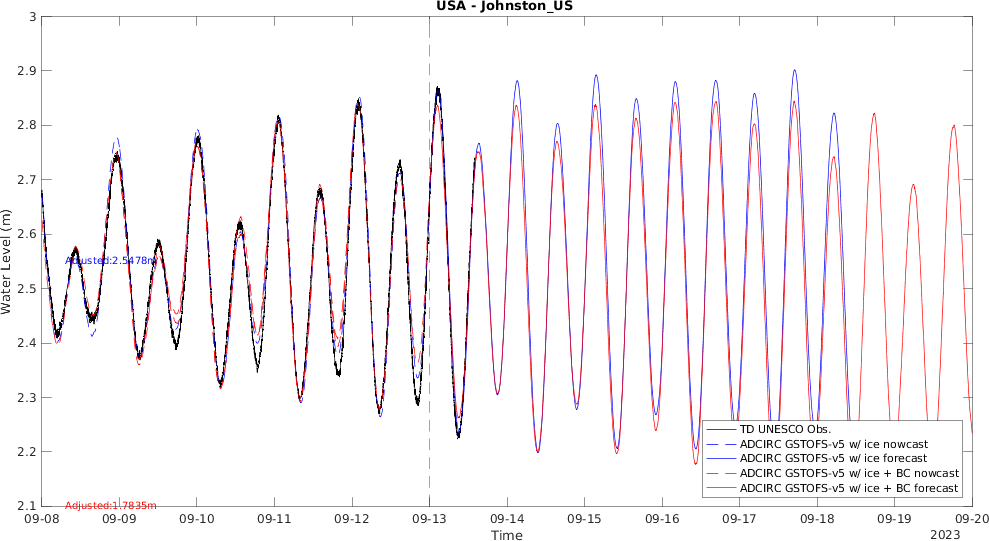 USA - Johnston_US
3
2.9
2.8
2.7
2.6
2.5
2.4
2.3
2.2
2.1
Water Level (m)
Adjusted:2.5478m
Adjusted:1.7835m
TD UNESCO Obs.
ADCIRC GSTOFS-v5 w/ ice nowcast
ADCIRC GSTOFS-v5 w/ ice forecast
ADCIRC GSTOFS-v5 w/ ice + BC nowcast
ADCIRC GSTOFS-v5 w/ ice + BC forecast
09-08 09-09 09-10 09-11 09-12 09-13 09-14 09-15 09-16 09-17 09-18 09-19 09-20
Time
2023